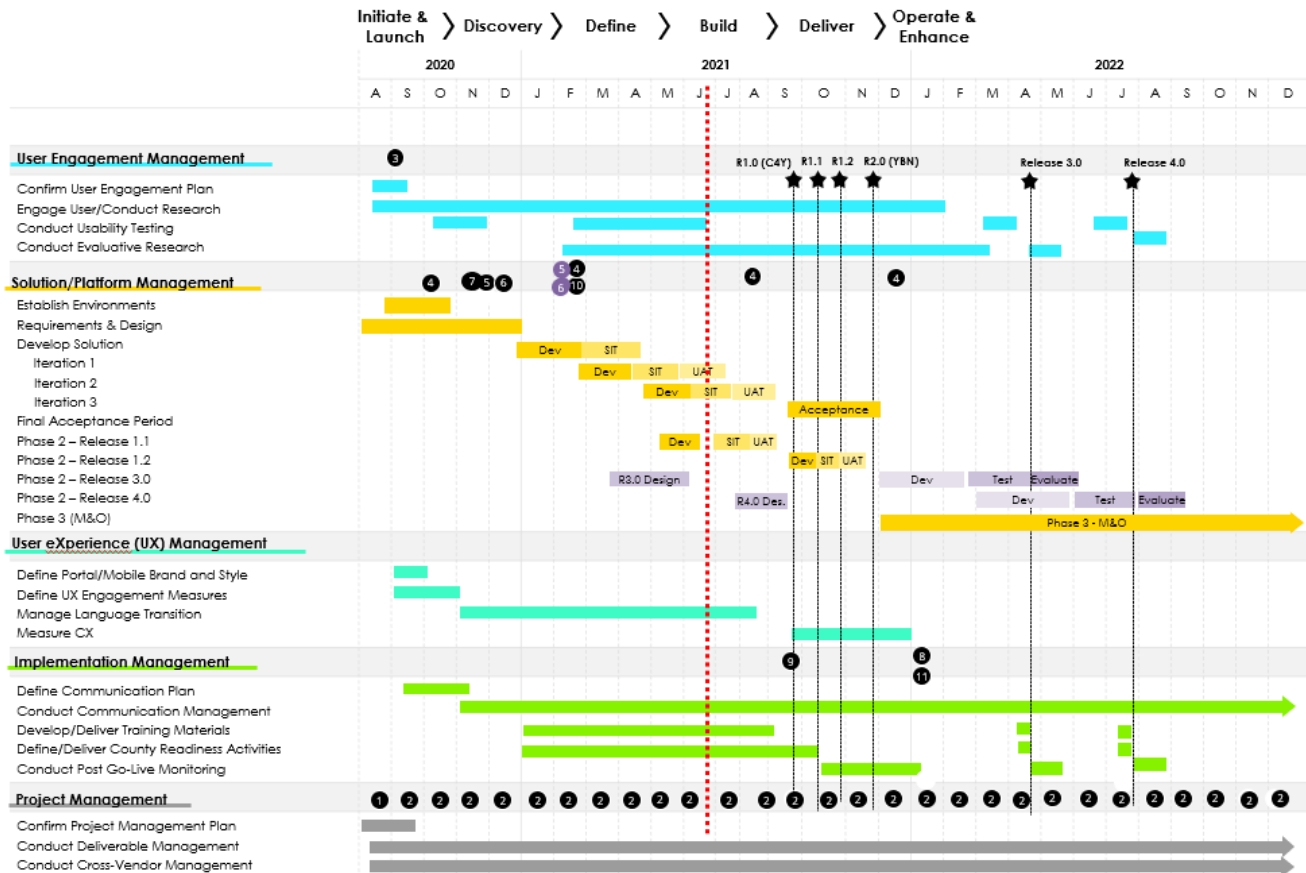 Initiate & Launch > Discovery > Define > Build > Deliver > Operate & Enhance
2020 2021 2022
A S O N D J F M A M J J A S O N D J F M A M J J A S O N D
User Engagement Management 3
R1.0 (C4Y) R1.1 R1.2 R2.0 (YBN) Release 3.0 Release 4.0
Confirm User Engagement Plan
Engage User/Conduct Research
Conduct Usability Testing
Conduct Evaluative Research
Solution/Platform Management 4 7 5 6 5 4 6 10 4 4
Establish Environments
Requirements & Design
Develop Solution Dev SIT
Iteration 1 Dev SIT UAT
Iteration 2 Dev SIT UAT
Iteration 3 Acceptance
Final Acceptance Period
Phase 2 – Release 1.1 Dev SIT UAT
Phase 2 – Release 1.2 Dev SIT UAT
Phase 2 – Release 3.0 R3.0 Design Dev Test Evaluate
Phase 2 – Release 4.0 R4.0 Des. Dev Test Evaluate
Phase 3 (M&O) Phase 3 - M&O
User eXperience (UX) Management
Define Portal/Mobile Brand and Style
Define UX Engagement Measures
Manage Language Transition
Measure CX
Implementation Management 9 8 11
Define Communication Plan
Conduct Communication Management
Develop/Deliver Training Materials
Define/Deliver County Readiness Activities
Conduct Post Go-Live Monitoring
Project Management 1 2 2 2 2 2 2 2 2 2 2 2 2 2 2 2 2 2 2 2 2 2 2 2 2 2 2 2 2
Confirm Project Management Plan
Conduct Deliverable Management
Conduct Cross-Vendor Management